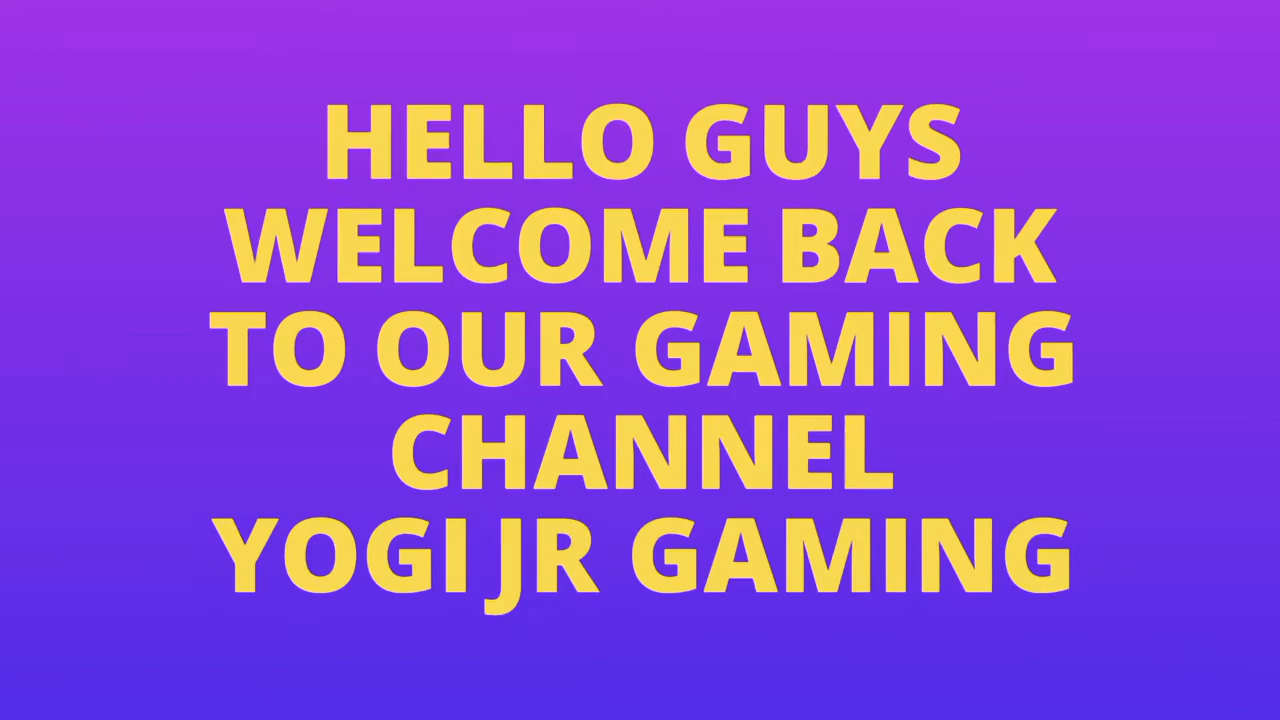 HELLO GUYS
WELCOME BACK
TO OUR GAMING
CHANNEL
YOGI JR GAMING